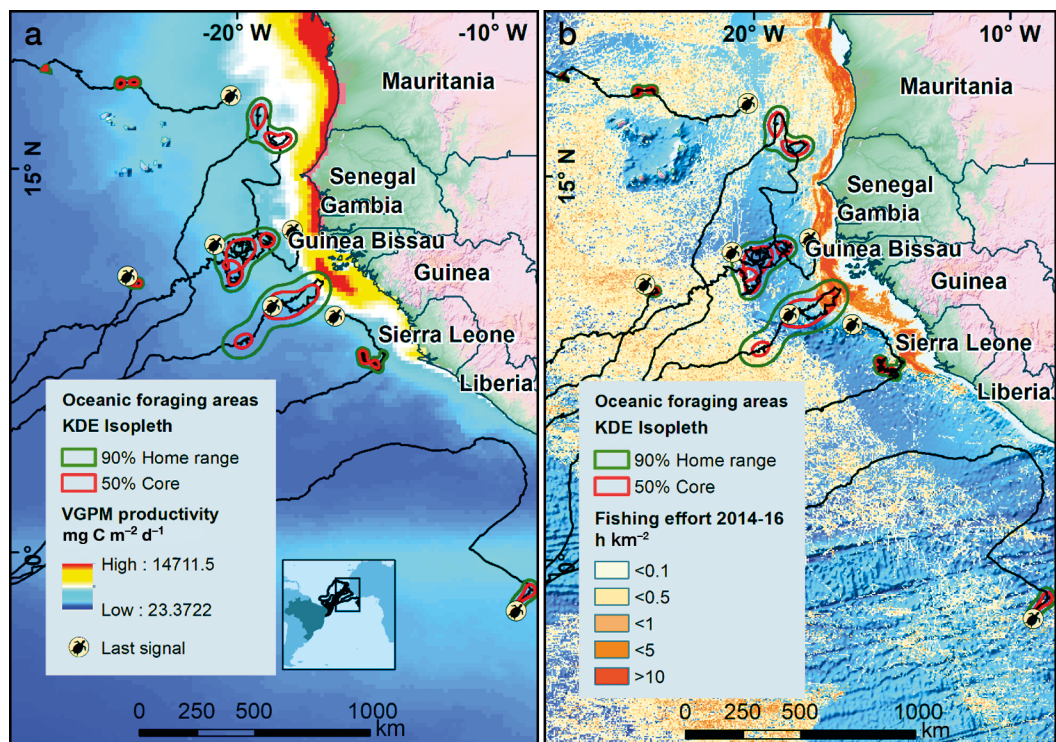 a
-20° W
-10° W
Mauritania
15° N
Senegal
Gambia
Guinea Bissau
Guinea
Sierra Leone
Liberia
Oceanic foraging areas
KDE Isopleth
90% Home range
50% Core
VGPM productivity
mg C m⁻² d⁻¹
High : 14711.5
Low : 23.3722
Last signal
0 250 500 1000
km
b
-20° W
10° W
Mauritania
15° N
Senegal
Gambia
Guinea Bissau
Guinea
Sierra Leone
Liberia
Oceanic foraging areas
KDE Isopleth
90% Home range
50% Core
Fishing effort 2014-16
h km⁻²
<0.1
<0.5
<1
<5
>10
0 250 500 1000
km